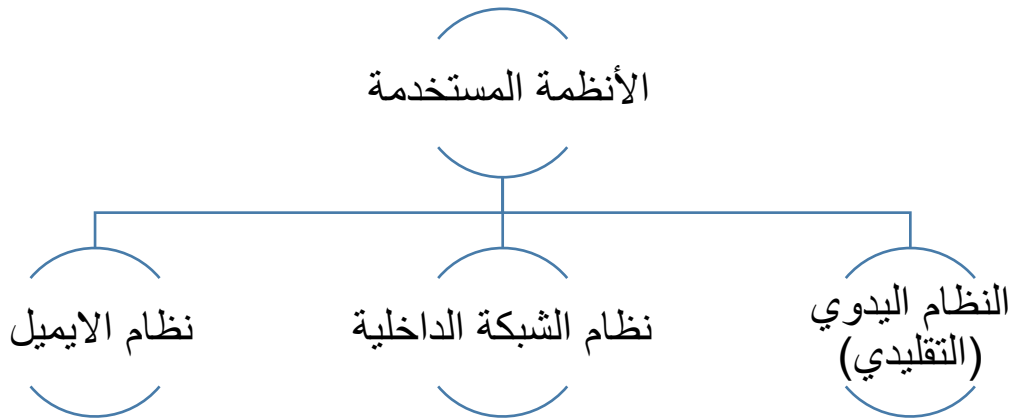 الأنظمة المستخدمة
النظام اليدوي
(التقليدي)
نظام الشبكة الداخلية
نظام الايميل